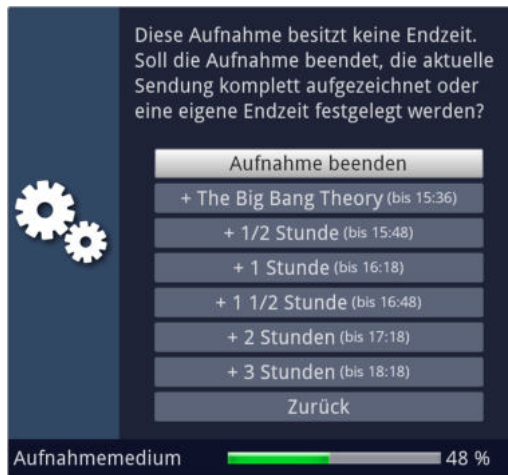 Diese Aufnahme besitzt keine Endzeit.
Soll die Aufnahme beendet, die aktuelle
Sendung komplett aufgezeichnet oder
eine eigene Endzeit festgelegt werden?
Aufnahme beenden
+ The Big Bang Theory (bis 15:36)
+ 1/2 Stunde (bis 15:48)
+ 1 Stunde (bis 16:18)
+ 1 1/2 Stunde (bis 16:48)
+ 2 Stunden (bis 17:18)
+ 3 Stunden (bis 18:18)
Zurück
Aufnahmemedium 48 %